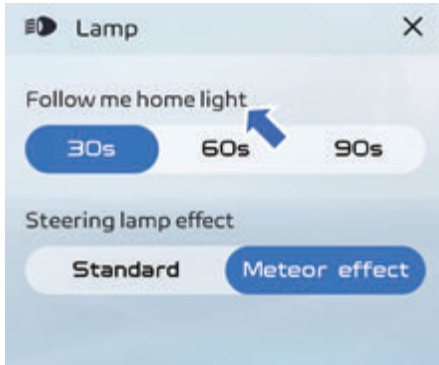 Lamp
Follow me home light
30s 60s 90s
Steering lamp effect
Standard Meteor effect